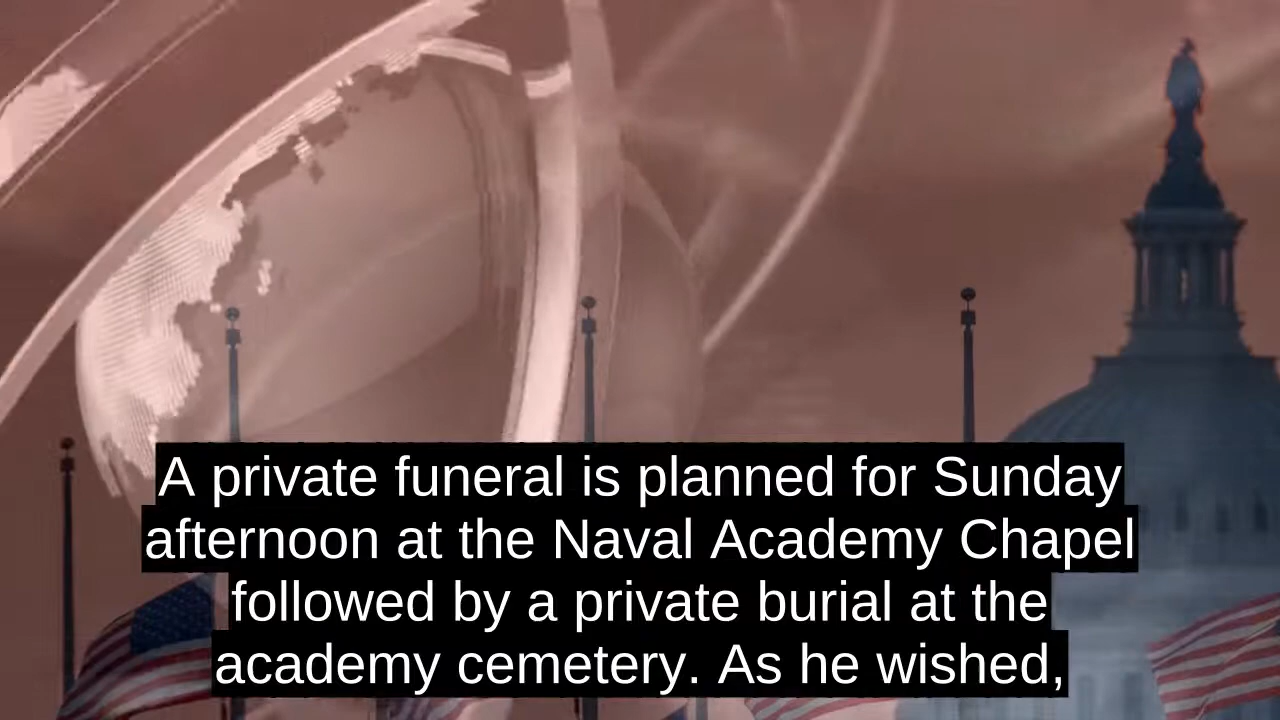 A private funeral is planned for Sunday
afternoon at the Naval Academy Chapel
followed by a private burial at the
academy cemetery. As he wished,